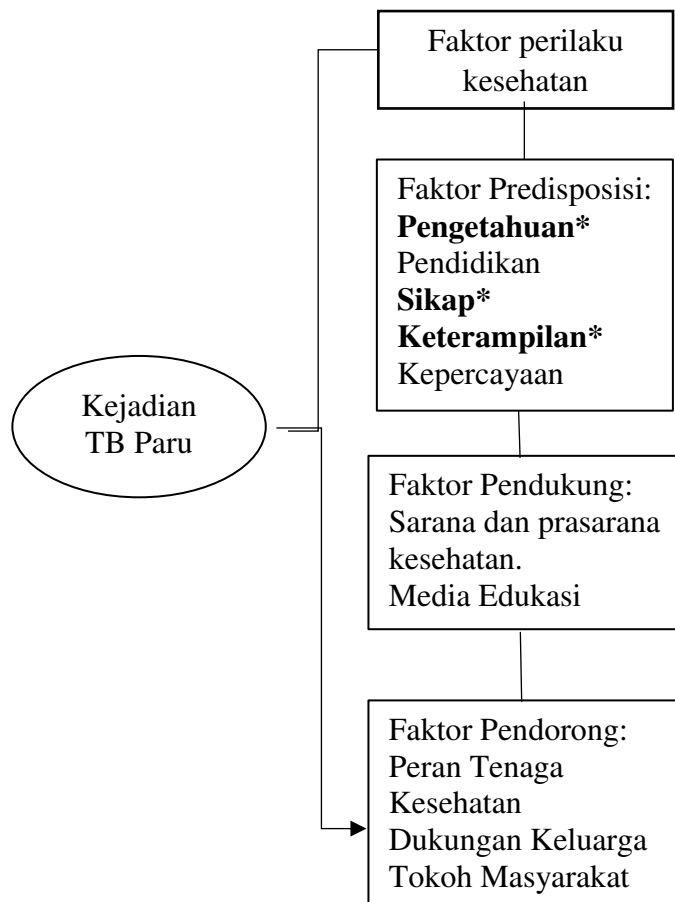 Faktor perilaku
kesehatan
Faktor Predisposisi:
Pengetahuan*
Pendidikan
Sikap*
Keterampilan*
Kepercayaan
Kejadian
TB Paru
Faktor Pendukung:
Sarana dan prasarana
kesehatan.
Media Edukasi
Faktor Pendorong:
Peran Tenaga
Kesehatan
Dukungan Keluarga
Tokoh Masyarakat